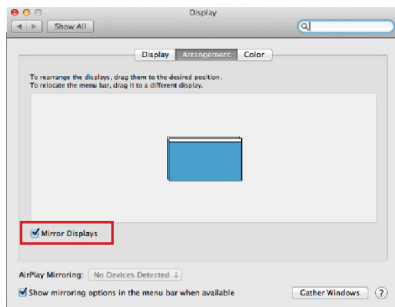 Display
Show All
Display Arrangement Color
To rearrange the displays, drag them to the desired position.
To relocate the menu bar, drag it to a different display.
Mirror Displays
AirPlay Mirroring: No Devices Detected
Show mirroring options in the menu bar when available
Gather Windows ?